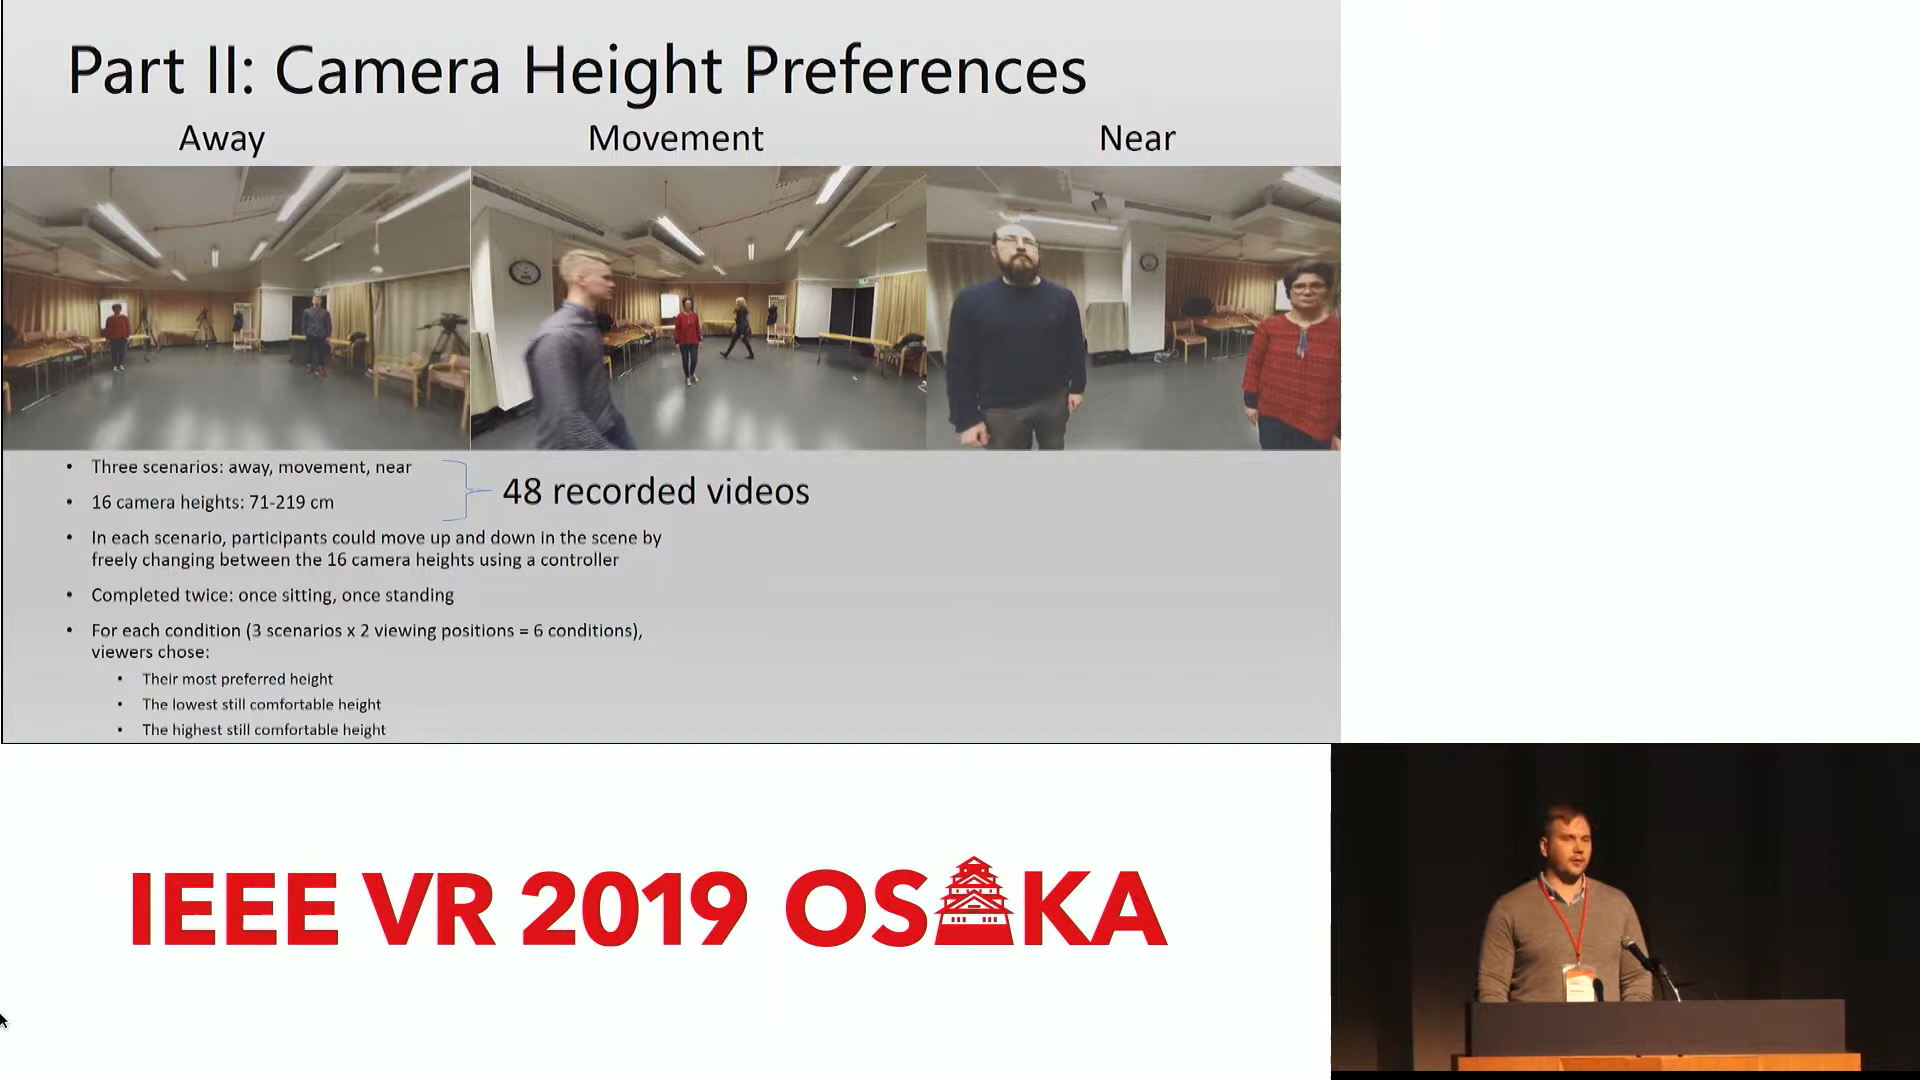 Part II: Camera Height Preferences
Away
Movement
Near
• Three scenarios: away, movement, near
• 16 camera heights: 71-219 cm
48 recorded videos
• In each scenario, participants could move up and down in the scene by
freely changing between the 16 camera heights using a controller
• Completed twice: once sitting, once standing
• For each condition (3 scenarios x 2 viewing positions = 6 conditions),
viewers chose:
• Their most preferred height
• The lowest still comfortable height
• The highest still comfortable height
IEEE VR 2019 OSAKA